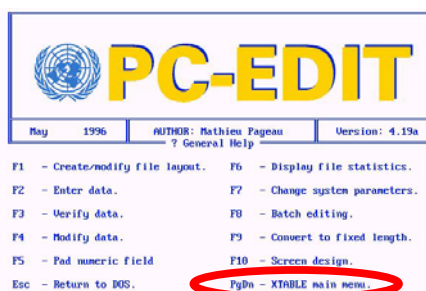 PC-EDIT
May 1996 AUTHOR: Mathieu Pageau Version: 4.19a
? General Help
F1 - Create/modify file layout. F6 - Display file statistics.
F2 - Enter data. F7 - Change system parameters.
F3 - Verify data. F8 - Batch editing.
F4 - Modify data. F9 - Convert to fixed length.
F5 - Pad numeric field F10 - Screen design.
Esc - Return to DOS. PgDn - XTABLE main menu.